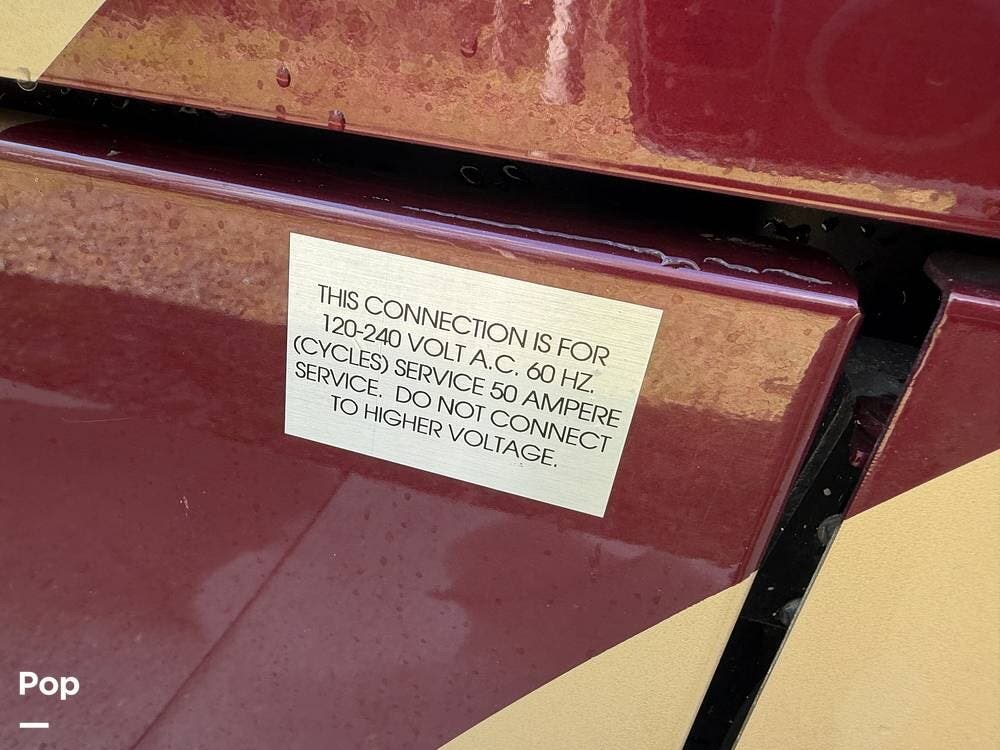 THIS CONNECTION IS FOR
120-240 VOLT A.C. 60 HZ.
(CYCLES) SERVICE 50 AMPERE
SERVICE. DO NOT CONNECT
TO HIGHER VOLTAGE.
Pop